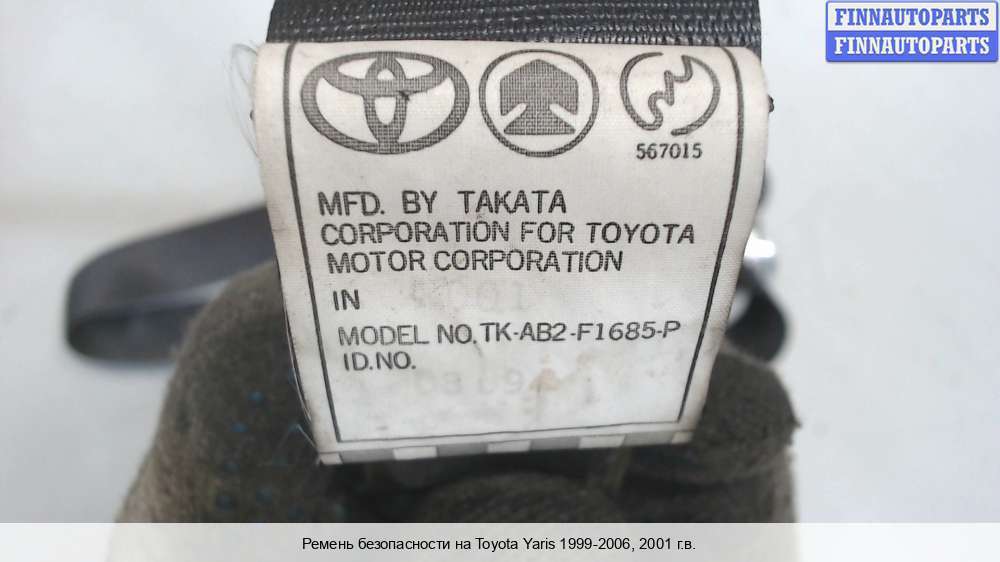 FINNAUTOPARTS
FINNAUTOPARTS
567015
MFD. BY TAKATA
CORPORATION FOR TOYOTA
MOTOR CORPORATION
IN
MODEL NO. TK-AB2-F1685-P
ID.NO.
Ремень безопасности на Toyota Yaris 1999-2006, 2001 г.в.